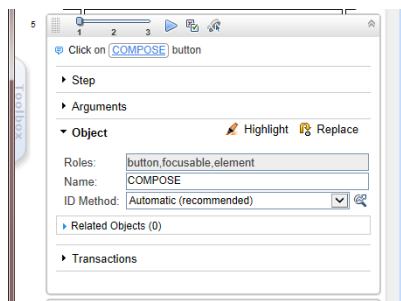 5
1 2 3
Click on COMPOSE button
Step
Arguments
Object Highlight Replace
Roles: button,focusable,element
Name: COMPOSE
ID Method: Automatic (recommended)
Related Objects (0)
Transactions
Toolbox